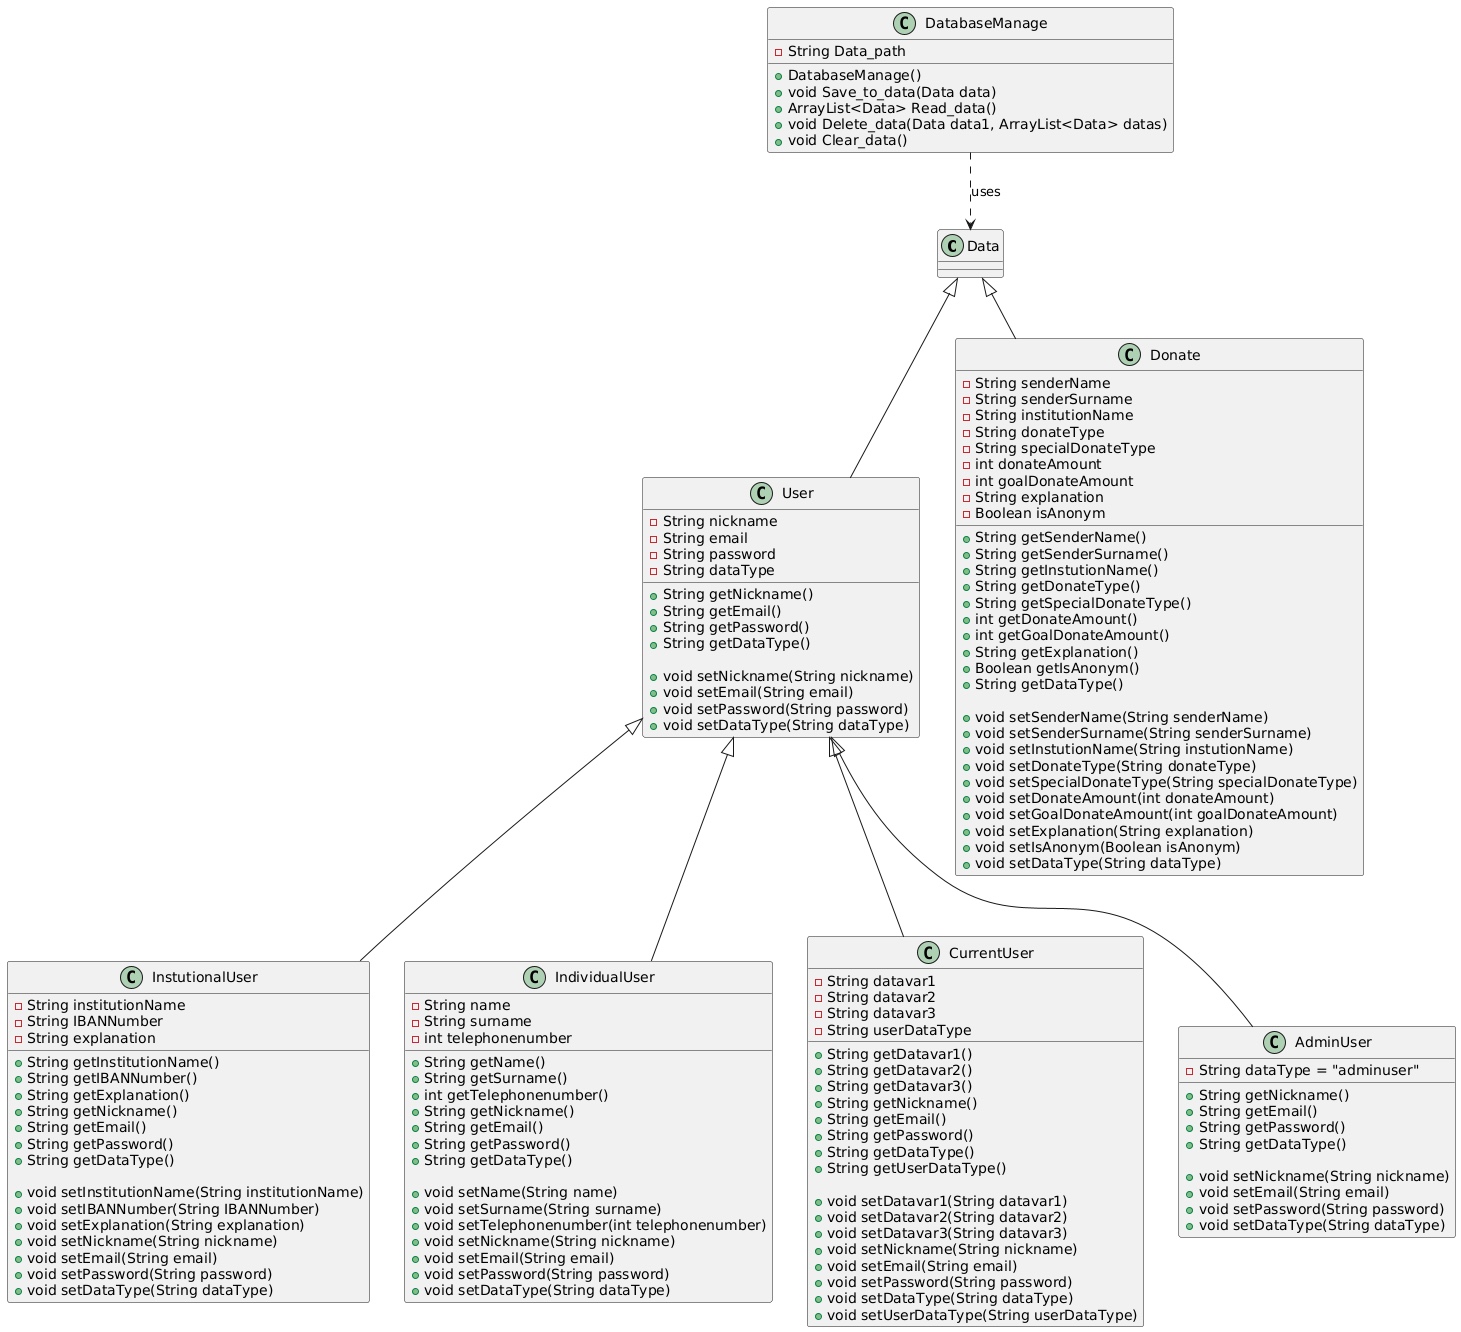 DatabaseManage
String Data_path
DatabaseManage()
void Save_to_data(Data data)
ArrayList<Data> Read_data()
void Delete_data(Data data1, ArrayList<Data> datas)
void Clear_data()
uses
C Data
C Donate
String senderName
String senderSurname
String institutionName
String donateType
String specialDonateType
int donateAmount
int goalDonateAmount
String explanation
Boolean isAnonym
String getSenderName()
String getSenderSurname()
String getInstutionName()
String getDonateType()
String getSpecialDonateType()
int getDonateAmount()
int getGoalDonateAmount()
String getExplanation()
Boolean getIsAnonym()
String getDataType()
void setSenderName(String senderName)
void setSenderSurname(String senderSurname)
void setInstutionName(String instutionName)
void setDonateType(String donateType)
void setSpecialDonateType(String specialDonateType)
void setDonateAmount(int donateAmount)
void setGoalDonateAmount(int goalDonateAmount)
void setExplanation(String explanation)
void setIsAnonym(Boolean isAnonym)
void setDataType(String dataType)
C User
String nickname
String email
String password
String dataType
String getNickname()
String getEmail()
String getPassword()
String getDataType()
void setNickname(String nickname)
void setEmail(String email)
void setPassword(String password)
void setDataType(String dataType)
C InstutionalUser
String institutionName
String IBANNumber
String explanation
String getInstitutionName()
String getIBANNumber()
String getExplanation()
String getNickname()
String getEmail()
String getPassword()
String getDataType()
void setInstitutionName(String institutionName)
void setIBANNumber(String IBANNumber)
void setExplanation(String explanation)
void setNickname(String nickname)
void setEmail(String email)
void setPassword(String password)
void setDataType(String dataType)
C IndividualUser
String name
String surname
int telephonenumber
String getName()
String getSurname()
int getTelephonenumber()
String getNickname()
String getEmail()
String getPassword()
String getDataType()
void setName(String name)
void setSurname(String surname)
void setTelephonenumber(int telephonenumber)
void setNickname(String nickname)
void setEmail(String email)
void setPassword(String password)
void setDataType(String dataType)
C CurrentUser
String datavar1
String datavar2
String datavar3
String userDataType
String getDatavar1()
String getDatavar2()
String getDatavar3()
String getNickname()
String getEmail()
String getPassword()
String getDataType()
String getUserDataType()
void setDatavar1(String datavar1)
void setDatavar2(String datavar2)
void setDatavar3(String datavar3)
void setNickname(String nickname)
void setEmail(String email)
void setPassword(String password)
void setDataType(String dataType)
void setUserDataType(String userDataType)
C AdminUser
String dataType = "adminuser"
String getNickname()
String getEmail()
String getPassword()
String getDataType()
void setNickname(String nickname)
void setEmail(String email)
void setPassword(String password)
void setDataType(String dataType)